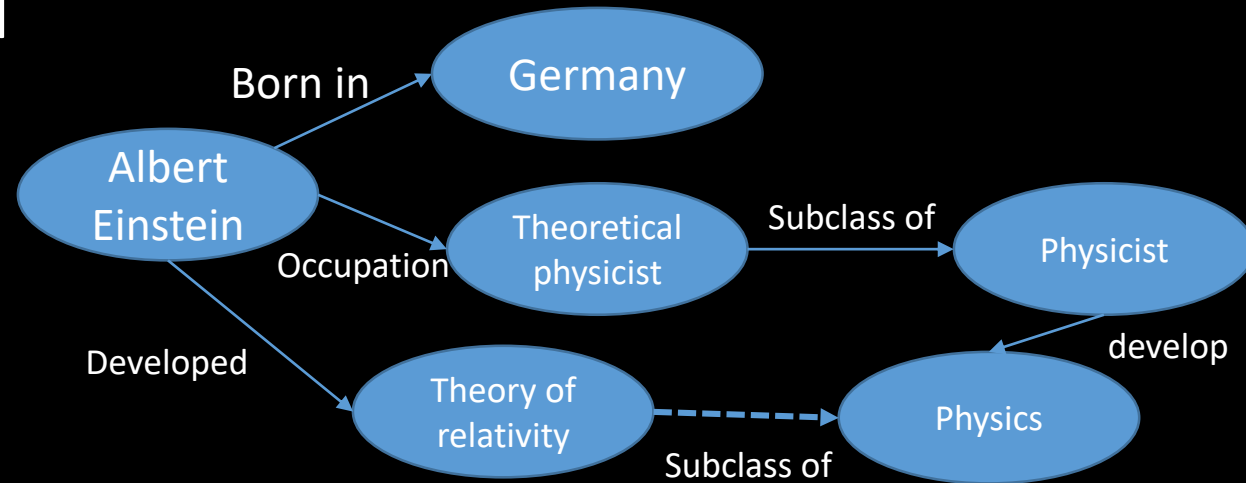 Born in
Germany
Albert
Einstein
Theoretical
physicist
Subclass of
Physicist
Occupation
Developed
develop
Theory of
relativity
Physics
Subclass of